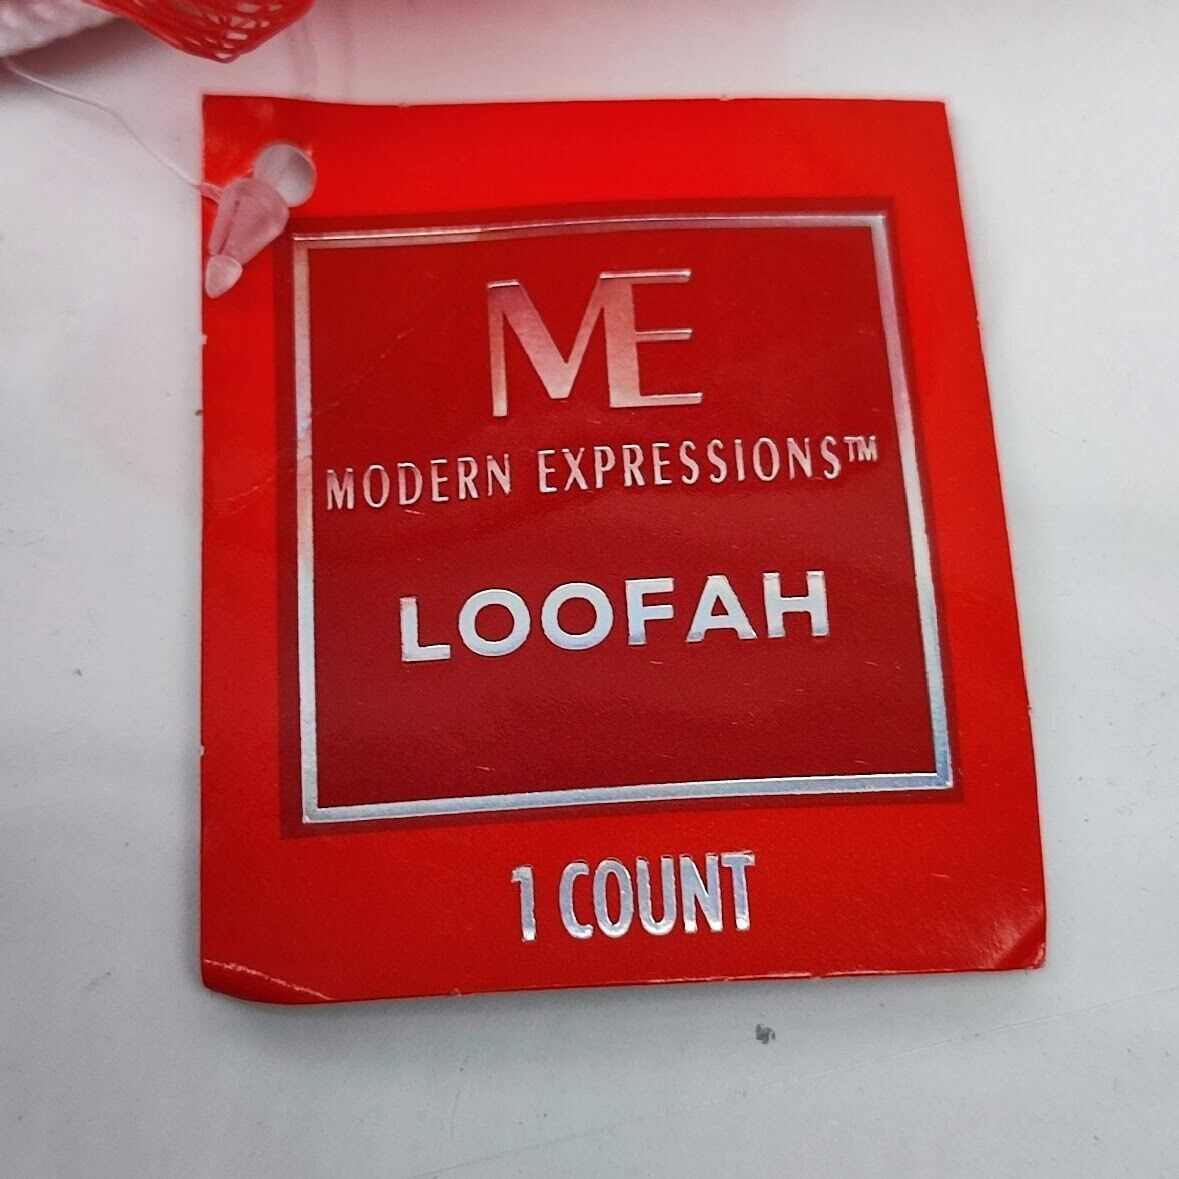 ME
MODERN EXPRESSIONS™
LOOFAH
1 COUNT